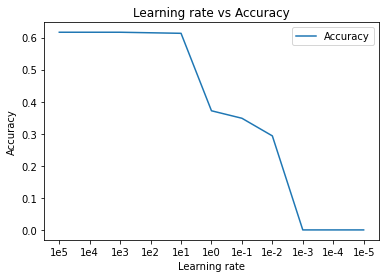 Learning rate vs Accuracy
Accuracy
0.6
0.5
0.4
0.3
0.2
0.1
0.0
Accuracy
1e5 1e4 1e3 1e2 1e1 1e0 1e-1 1e-2 1e-3 1e-4 1e-5
Learning rate